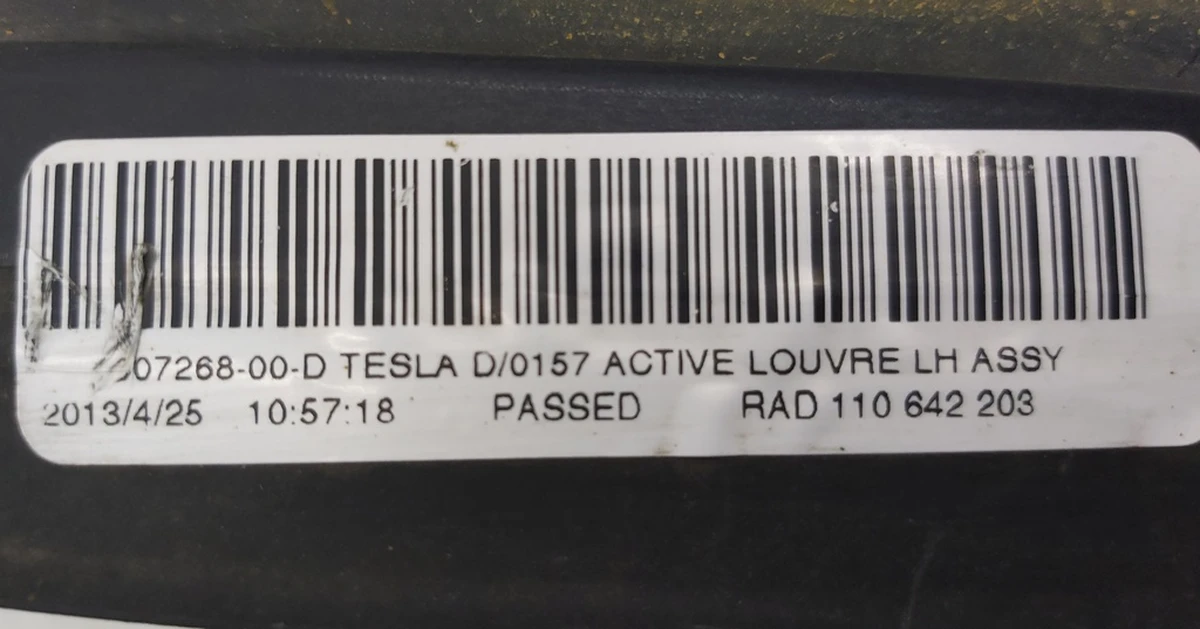 07268-00-D TESLA D/0157 ACTIVE LOUVRE LH ASSY
2013/4/25 10:57:18 PASSED RAD 110 642 203